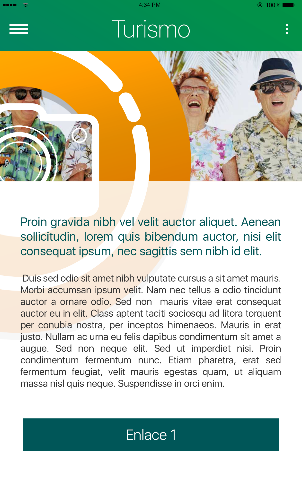 4:34 PM
100%
Turismo
Proin gravida nibh vel velit auctor aliquet. Aenean
sollicitudin, lorem quis bibendum auctor, nisi elit
consequat ipsum, nec sagittis sem nibh id elit.
Duis sed odio sit amet nibh vulputate cursus a sit amet mauris.
Morbi accumsan ipsum velit. Nam nec tellus a odio tincidunt
auctor a ornare odio. Sed non mauris vitae erat consequat
auctor eu in elit. Class aptent taciti sociosqu ad litora torquent
per conubia nostra, per inceptos himenaeos. Mauris in erat
justo. Nullam ac urna eu felis dapibus condimentum sit amet a
augue. Sed non neque elit. Sed ut imperdiet nisi. Proin
condimentum fermentum nunc. Etiam pharetra, erat sed
fermentum feugiat, velit mauris egestas quam, ut aliquam
massa nisl quis neque. Suspendisse in orci enim.
Enlace 1